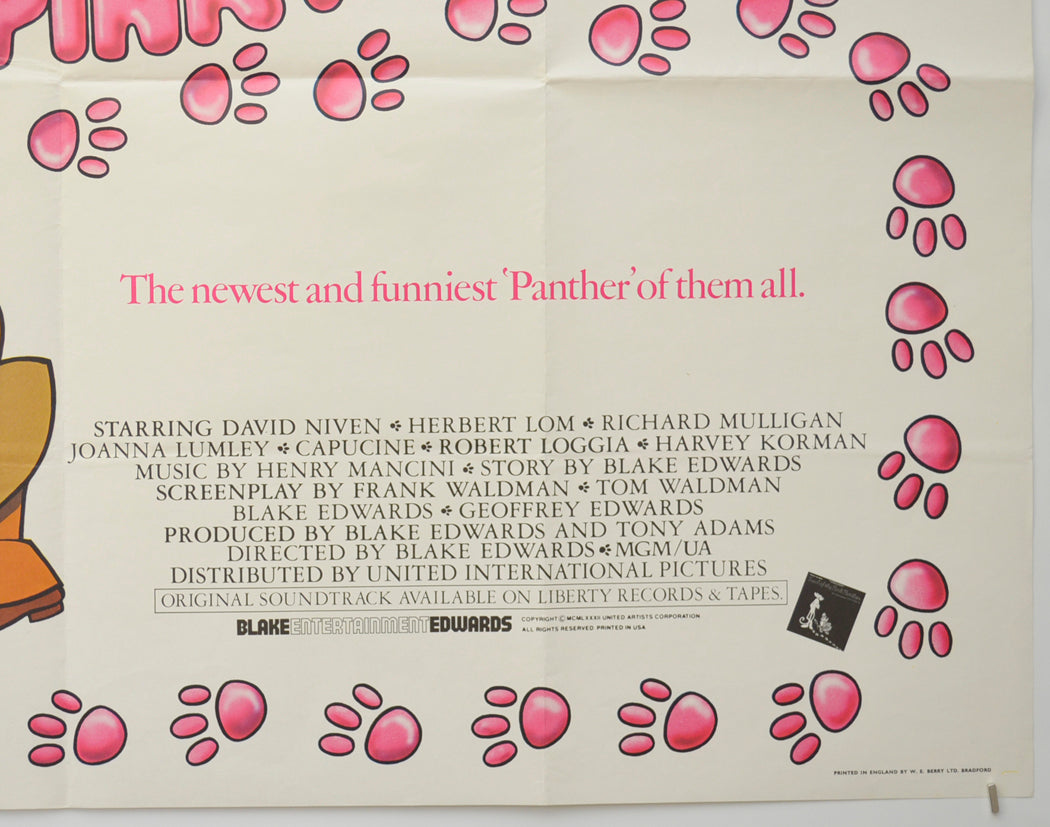 PINK
The newest and funniest 'Panther' of them all.
STARRING DAVID NIVEN HERBERT LOM RICHARD MULLIGAN
JOANNA LUMLEY CAPUCINE ROBERT LOGGIA HARVEY KORMAN
MUSIC BY HENRY MANCINI STORY BY BLAKE EDWARDS
SCREENPLAY BY FRANK WALDMAN TOM WALDMAN
BLAKE EDWARDS GEOFFREY EDWARDS
PRODUCED BY BLAKE EDWARDS AND TONY ADAMS
DIRECTED BY BLAKE EDWARDS MGM/UA
DISTRIBUTED BY UNITED INTERNATIONAL PICTURES
ORIGINAL SOUNDTRACK AVAILABLE ON LIBERTY RECORDS & TAPES.
BLAKE ENTERTAINMENT EDWARDS
COPYRIGHT © MCMLXXXII UNITED ARTISTS CORPORATION
ALL RIGHTS RESERVED PRINTED IN USA
PRINTED IN ENGLAND BY W. E. BERRY LTD. BRADFORD